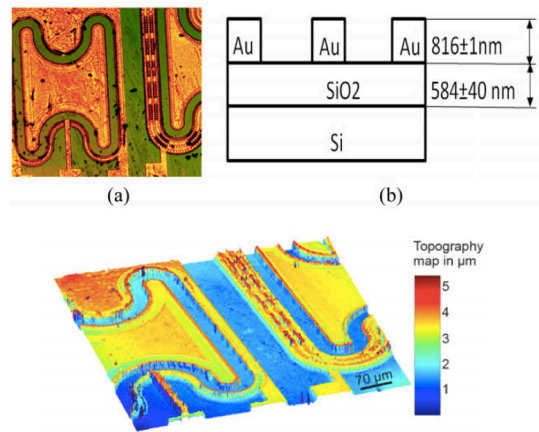 Au Au Au 816±1nm
SiO2 584±40 nm
Si
(a) (b)
Topography
map in µm
5
4
3
2
1
70 µm